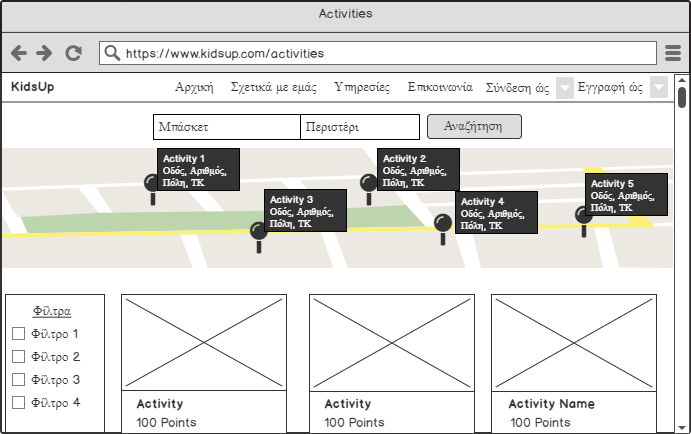 Activities
https://www.kidsup.com/activities
KidsUp Αρχική Σχετικά με εμάς Υπηρεσίες Επικοινωνία Σύνδεση ώς Εγγραφή ώς
Μπάσκετ Περιστέρι Αναζήτηση
Activity 1
Οδός, Αριθμός,
Πόλη, ΤΚ
Activity 2
Οδός, Αριθμός,
Πόλη, ΤΚ
Activity 3
Οδός, Αριθμός,
Πόλη, ΤΚ
Activity 4
Οδός, Αριθμός,
Πόλη, ΤΚ
Activity 5
Οδός, Αριθμός,
Πόλη, ΤΚ
Φίλτρα
Φίλτρο 1
Φίλτρο 2
Φίλτρο 3
Φίλτρο 4
Activity
100 Points
Activity
100 Points
Activity Name
100 Points